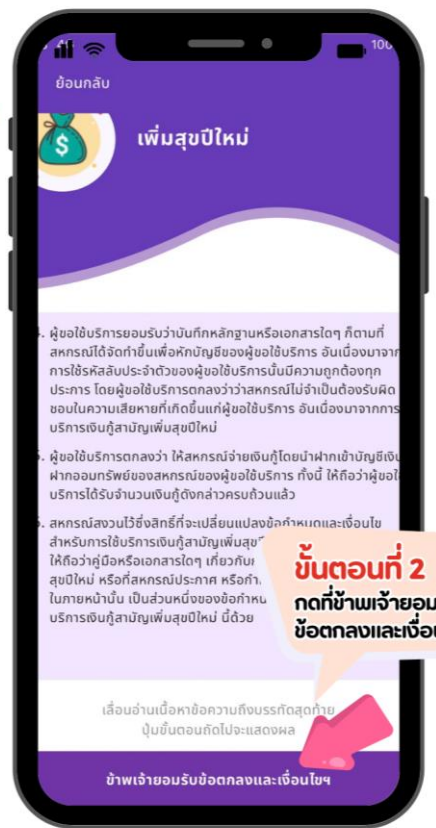 100
ย้อนกลับ
$
เพิ่มสุขปีใหม่
ผู้ขอใช้บริการยอมรับว่าบันทึกหลักฐานหรือเอกสารใดๆ ก็ตามที่
สหกรณ์ได้จัดทำขึ้นเพื่อหักบัญชีของผู้ขอใช้บริการ อันเนื่องมาจาก
การใช้รหัสลับประจำตัวของผู้ขอใช้บริการนั้นมีความถูกต้องทุก
ประการ โดยผู้ขอใช้บริการตกลงว่าว่าสหกรณ์ไม่จำเป็นต้องรับผิด
ชอบในความเสียหายที่เกิดขึ้นแก่ผู้ขอใช้บริการ อันเนื่องมาจากการ
บริการเงินกู้สามัญเพิ่มสุขปีใหม่
ผู้ขอใช้บริการตกลงว่า ให้สหกรณ์จ่ายเงินกู้โดยนำฝากเข้าบัญชีเงิน
ฝากออมทรัพย์ของสหกรณ์ของผู้ขอใช้บริการ ทั้งนี้ ให้ถือว่าผู้ขอใ
บริการได้รับจำนวนเงินกู้ดังกล่าวครบถ้วนแล้ว
สหกรณ์สงวนไว้ซึ่งสิทธิ์ที่จะเปลี่ยนแปลงข้อกำหนดและเงื่อนไข
สำหรับการใช้บริการเงินกู้สามัญเพิ่มสุขปี
ให้ถือว่าคู่มือหรือเอกสารใดๆ เกี่ยวกับ
สุขปีใหม่ หรือที่สหกรณ์ประกาศ หรือกำ
ในภายหน้านั้น เป็นส่วนหนึ่งของข้อกำหน
บริการเงินกู้สามัญเพิ่มสุขปีใหม่ นี้ด้วย
ขั้นตอนที่ 2
กดที่ข้าพเจ้ายอม
ข้อตกลงและเงื่อน
เลื่อนอ่านเนื้อหาข้อความถึงบรรทัดสุดท้าย
ปุ่มขั้นตอนถัดไปจะแสดงผล
ข้าพเจ้ายอมรับข้อตกลงและเงื่อนไขฯ